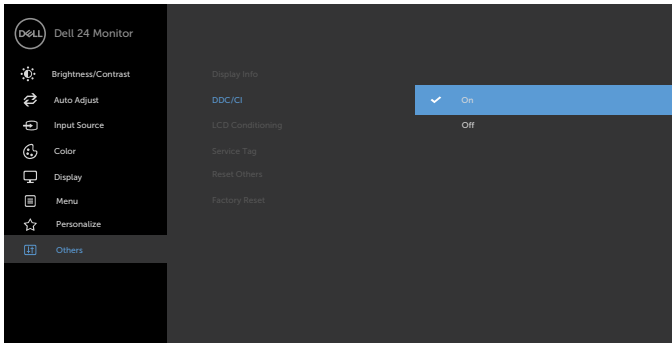 DELL Dell 24 Monitor
Brightness/Contrast
Auto Adjust
Input Source
Color
Display
Menu
Personalize
Others
Display Info
DDC/CI
LCD Conditioning
Service Tag
Reset Others
Factory Reset
On
Off